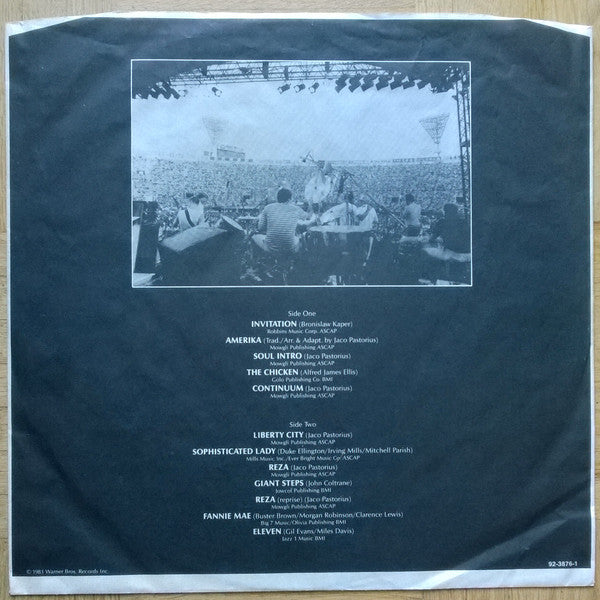 Side One
INVITATION (Bronislaw Kaper)
Robbins Music Corp. ASCAP
AMERIKA (Trad./Arr. & Adapt. by Jaco Pastorius)
Mowgli Publishing ASCAP
SOUL INTRO (Jaco Pastorius)
Mowgli Publishing ASCAP
THE CHICKEN (Alfred James Ellis)
Golo Publishing Co. BMI
CONTINUUM (Jaco Pastorius)
Mowgli Publishing ASCAP
Side Two
LIBERTY CITY (Jaco Pastorius)
Mowgli Publishing ASCAP
SOPHISTICATED LADY (Duke Ellington/Irving Mills/Mitchell Parish)
Mills Music Inc./Ever Bright Music Co/ASCAP
REZA (Jaco Pastorius)
Mowgli Publishing ASCAP
GIANT STEPS (John Coltrane)
Jowcol Publishing BMI
REZA (reprise) (Jaco Pastorius)
Mowgli Publishing ASCAP
FANNIE MAE (Buster Brown/Morgan Robinson/Clarence Lewis)
Big 7 Music/Olivia Publishing BMI
ELEVEN (Gil Evans/Miles Davis)
Jazz 1 Music BMI
© 1983 Warner Bros. Records Inc.
92-3876-1